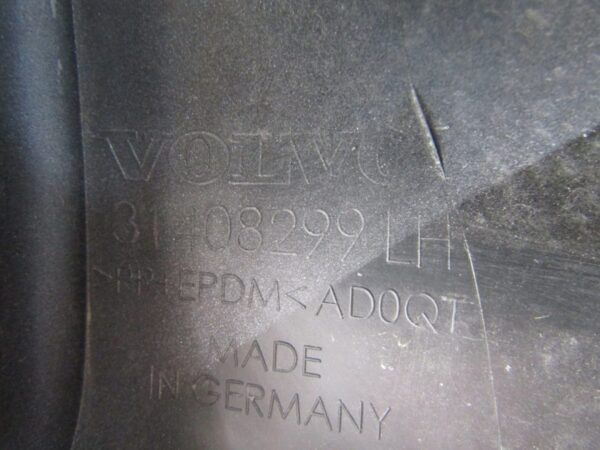 VOLVO
31408299 LH
>PP+EPDM< AD0QT
MADE
IN GERMANY